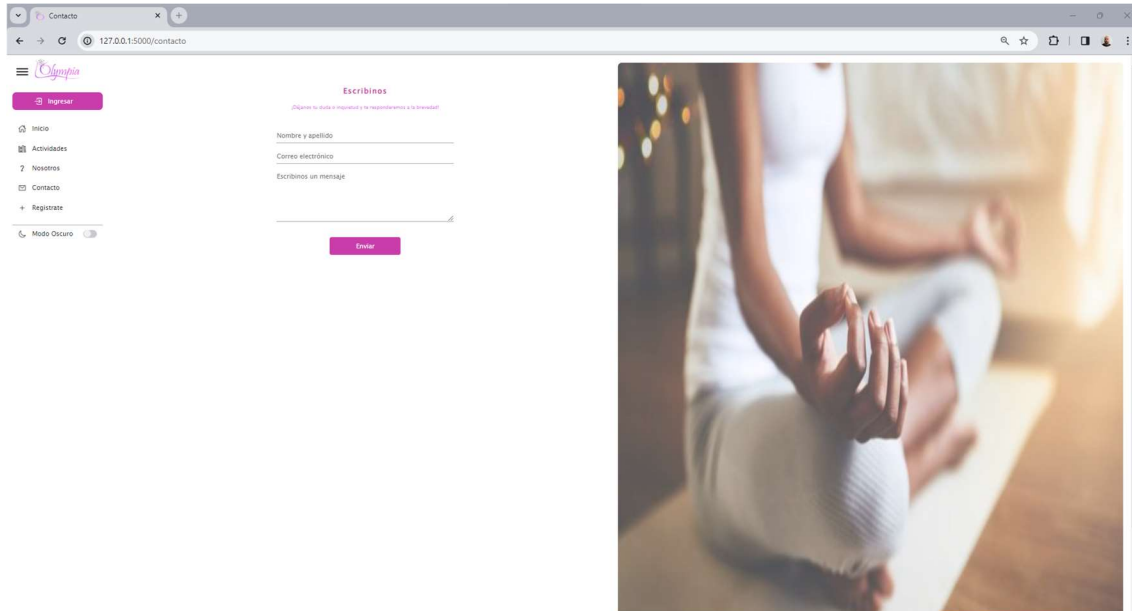 Contacto
127.0.0.1:5000/contacto
Olympia
Ingresar
Inicio
Actividades
Nosotros
Contacto
Registrate
Modo Oscuro
Escribinos
¡Déjanos tu duda o inquietud y te responderemos a la brevedad!
Nombre y apellido
Correo electrónico
Escribinos un mensaje
Enviar